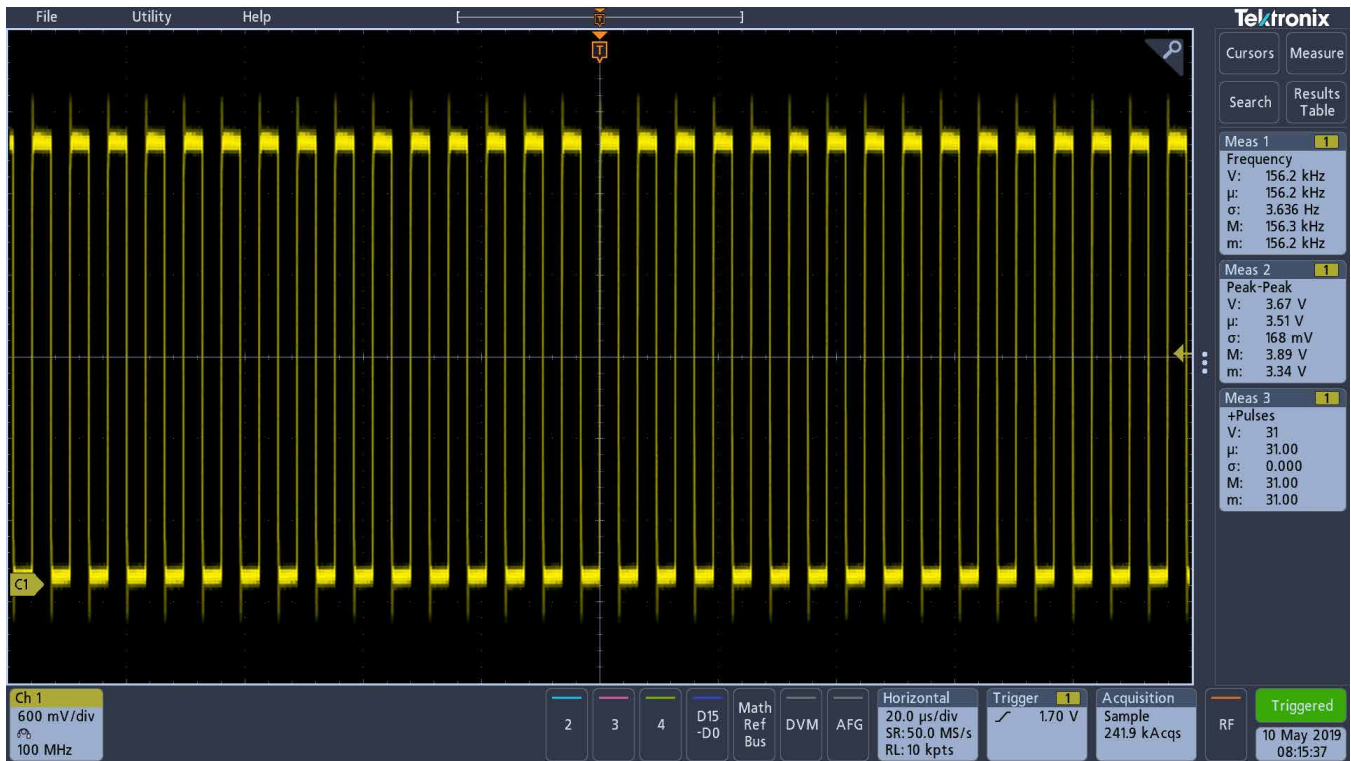 File Utility Help
Tektronix
T
T
Cursors Measure
Search Results Table
Meas 1 1
Frequency
V: 156.2 kHz
μ: 156.2 kHz
σ: 3.636 Hz
M: 156.3 kHz
m: 156.2 kHz
Meas 2 1
Peak-Peak
V: 3.67 V
μ: 3.51 V
σ: 168 mV
M: 3.89 V
m: 3.34 V
Meas 3 1
+Pulses
V: 31
μ: 31.00
σ: 0.000
M: 31.00
m: 31.00
C1
Ch 1
600 mV/div
100 MHz
2
3
4
D15
-D0
Math
Ref
Bus
DVM
AFG
Horizontal
20.0 µs/div
SR: 50.0 MS/s
RL: 10 kpts
Trigger 1
1.70 V
Acquisition
Sample
241.9 kAcqs
RF
Triggered
10 May 2019
08:15:37